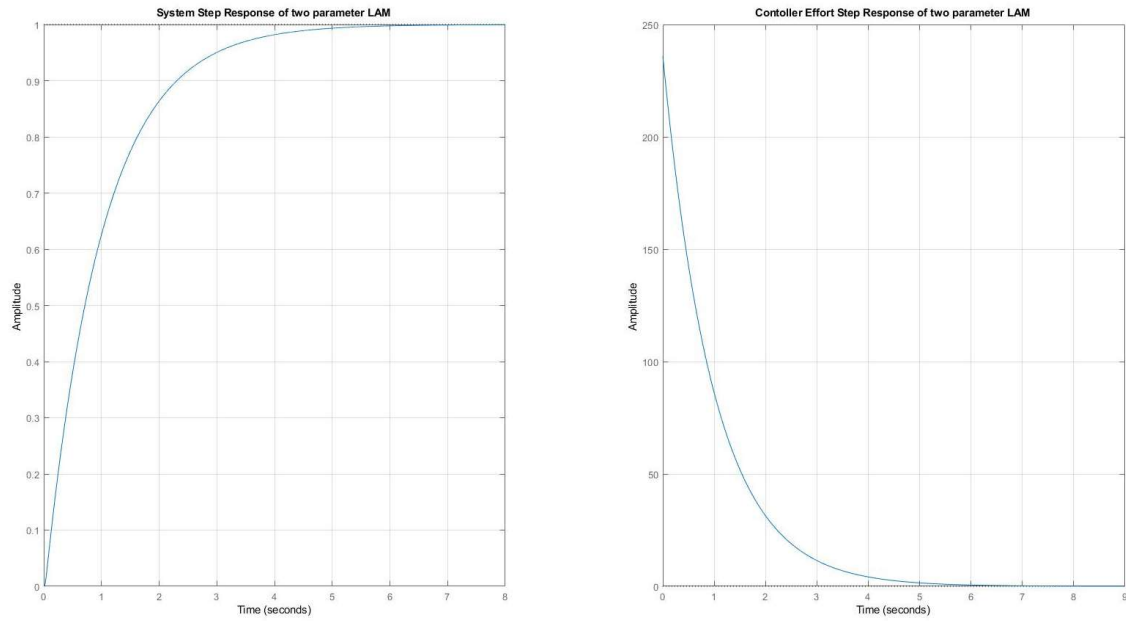 System Step Response of two parameter LAM
1
0.9
0.8
0.7
0.6
0.5
0.4
0.3
0.2
0.1
0
Amplitude
0 1 2 3 4 5 6 7 8
Time (seconds)
Contoller Effort Step Response of two parameter LAM
250
200
150
100
50
0
Amplitude
0 1 2 3 4 5 6 7 8 9
Time (seconds)